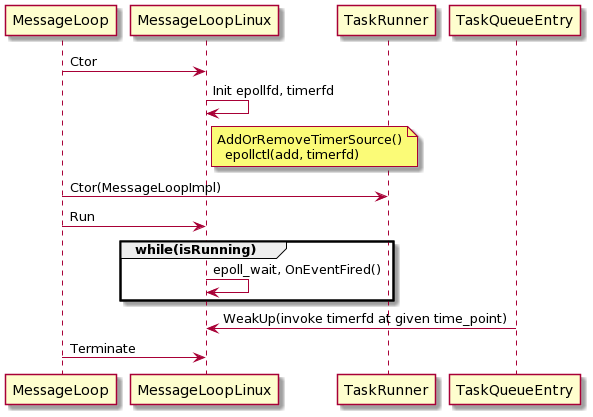 MessageLoop MessageLoopLinux TaskRunner TaskQueueEntry
Ctor
Init epollfd, timerfd
AddOrRemoveTimerSource()
epollctl(add, timerfd)
Ctor(MessageLoopImpl)
Run
while(isRunning)
epoll_wait, OnEventFired()
WeakUp(invoke timerfd at given time_point)
Terminate
MessageLoop MessageLoopLinux TaskRunner TaskQueueEntry